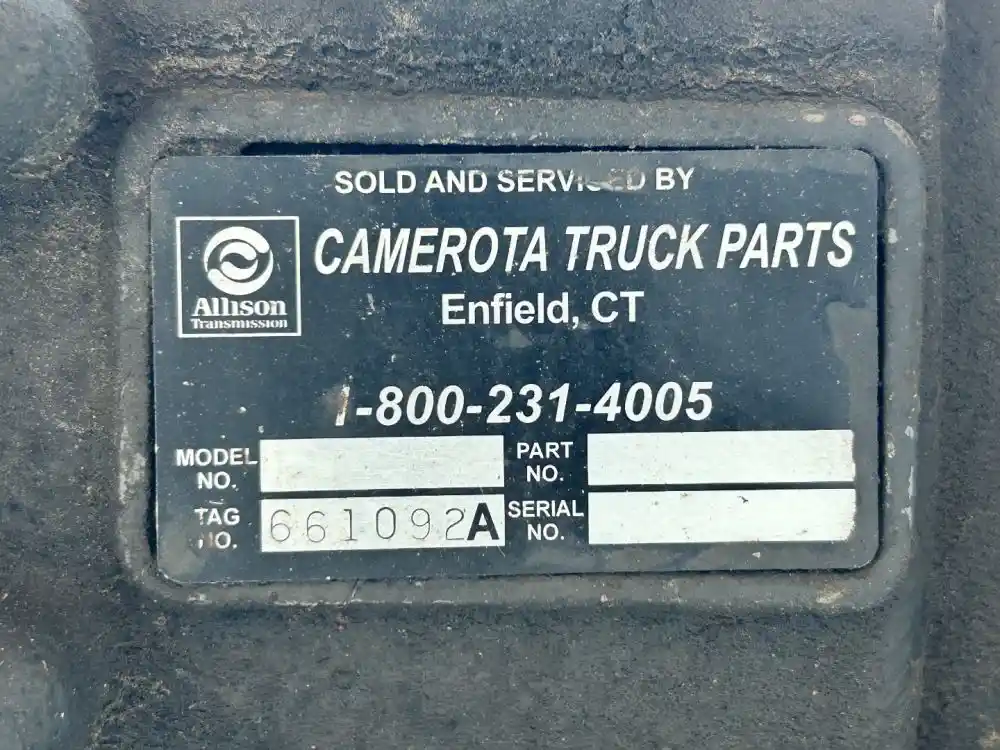 SOLD AND SERVICED BY
CAMEROTA TRUCK PARTS
Allison
Transmission
Enfield, CT
1-800-231-4005
MODEL NO.
PART NO.
TAG NO. 661092A
SERIAL NO.